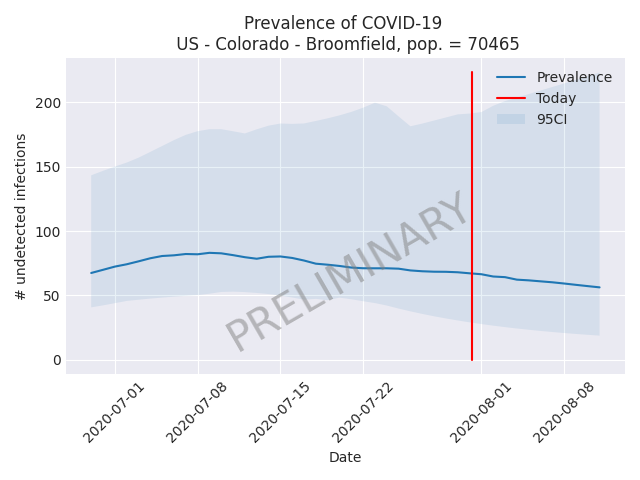 Prevalence of COVID-19
US - Colorado - Broomfield, pop. = 70465
Prevalence
Today
95CI
200
150
100
50
0
# undetected infections
PRELIMINARY
2020-07-01
2020-07-08
2020-07-15
2020-07-22
2020-08-01
2020-08-08
Date